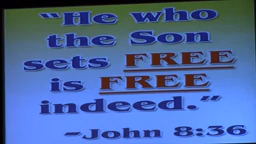 "He who
the Son
sets FREE
is FREE
indeed."
~John 8:36